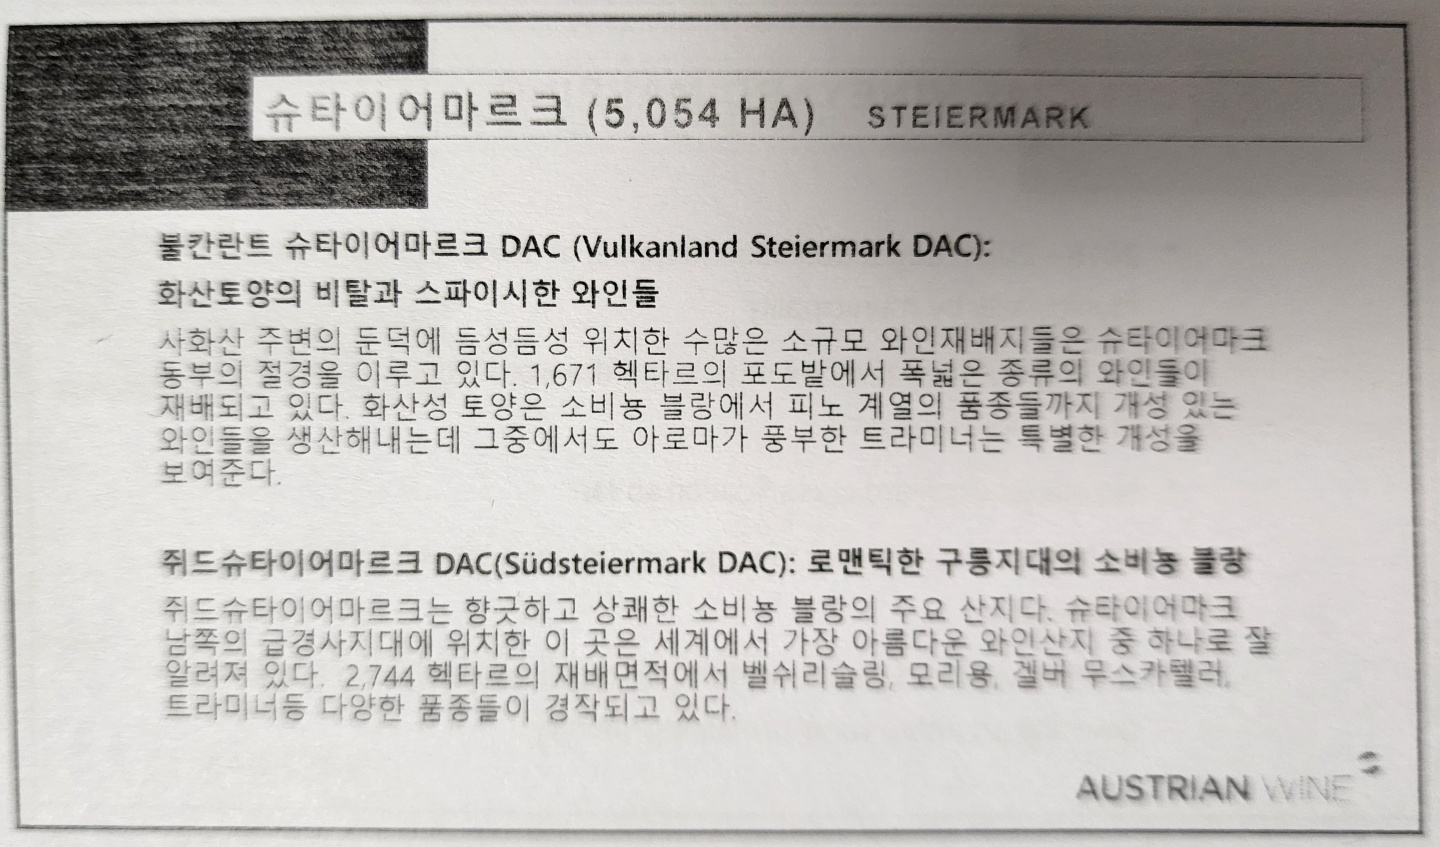 슈타이어마르크 (5,054 HA) STEIERMARK
불칸란트 슈타이어마르크 DAC (Vulkanland Steiermark DAC):
화산토양의 비탈과 스파이시한 와인들
사화산 주변의 둔덕에 듬성듬성 위치한 수많은 소규모 와인재배지들은 슈타이어마크
동부의 절경을 이루고 있다. 1,671 헥타르의 포도밭에서 폭넓은 종류의 와인들이
재배되고 있다. 화산성 토양은 소비뇽 블랑에서 피노 계열의 품종들까지 개성 있는
와인들을 생산해내는데 그중에서도 아로마가 풍부한 트라미너는 특별한 개성을
보여준다.
쥐드슈타이어마르크 DAC(Südsteiermark DAC): 로맨틱한 구릉지대의 소비뇽 블랑
쥐드슈타이어마르크는 향긋하고 상쾌한 소비뇽 블랑의 주요 산지다. 슈타이어마크
남쪽의 급경사지대에 위치한 이 곳은 세계에서 가장 아름다운 와인산지 중 하나로 잘
알려져 있다. 2,744 헥타르의 재배면적에서 벨쉬리슬링, 모리용, 겔버 무스카텔러,
트라미너등 다양한 품종들이 경작되고 있다.
AUSTRIAN WINE